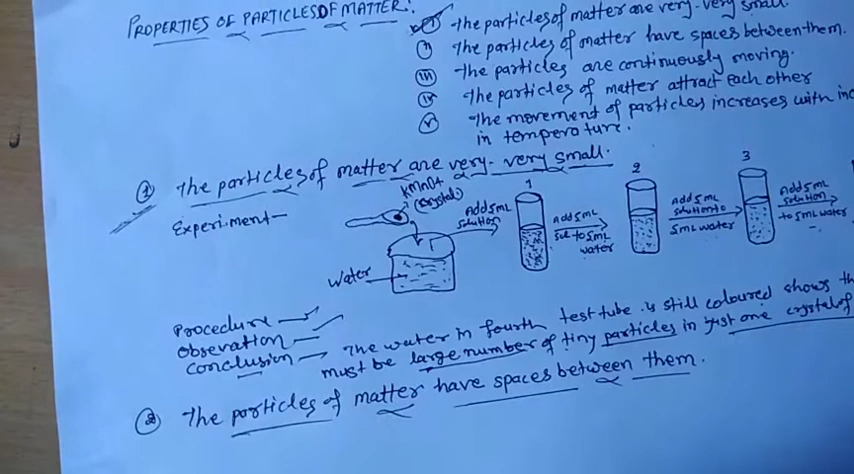 PROPERTIES OF PARTICLES OF MATTER:
(i) The particles of matter are very-very small.
(ii) The particles of matter have spaces between them.
(iii) The particles are continuously moving.
(iv) The particles of matter attract each other
(v) The movement of particles increases with inc
in temperature.
(1) The particles of matter are very-very small.
Experiment-
KMnO4
(crystal)
Water
Add 5mL
solution
1
Add 5mL
sol to 5mL
water
2
Add 5mL
solution to
5mL water
3
Add 5mL
solution
to 5mL water
Procedure
Obsevation
Conclusion → The water in fourth test tube is still coloured shows th
must be large number of tiny particles in just one crystal of
(2) The particles of matter have spaces between them.